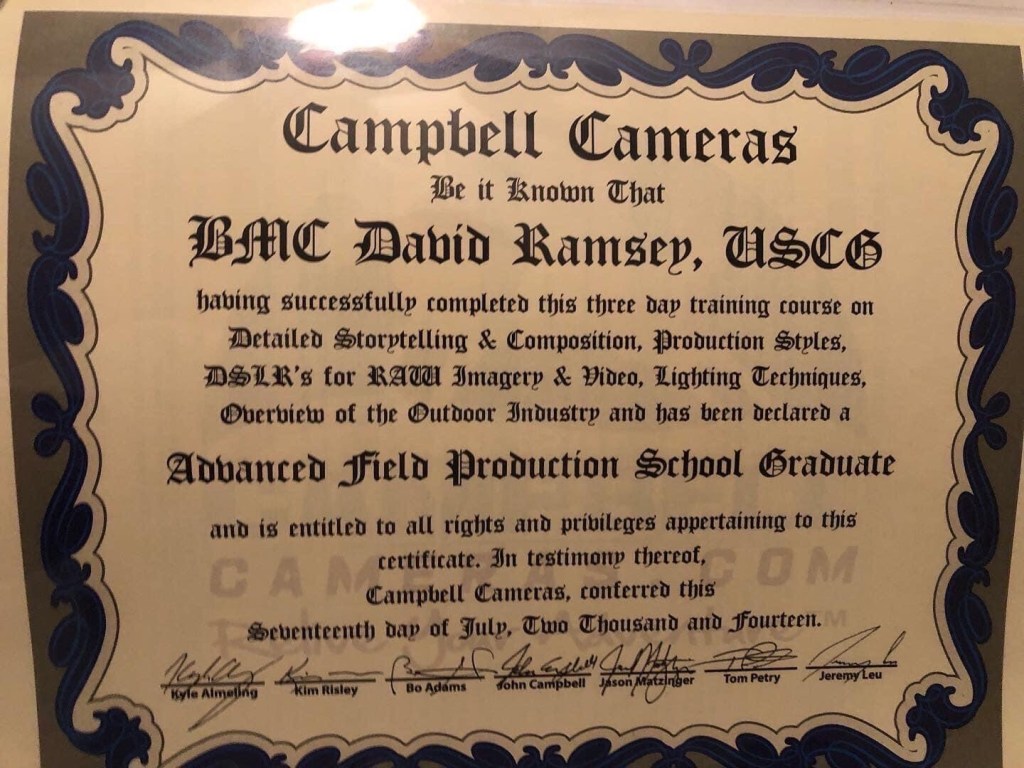 Campbell Cameras
Be it Known That
BMC David Ramsey, USCG
having successfully completed this three day training course on
Detailed Storytelling & Composition, Production Styles,
DSLR's for RAW Imagery & Video, Lighting Techniques,
Overview of the Outdoor Industry and has been declared a
Advanced Field Production School Graduate
and is entitled to all rights and privileges appertaining to this
certificate. In testimony thereof,
CAMERAS.COM
Campbell Cameras, conferred this
Seventeenth day of July, Two Thousand and Fourteen.
Kyle Almeling Kim Risley Bo Adams John Campbell Jason Matzinger Tom Petry Jeremy Leu